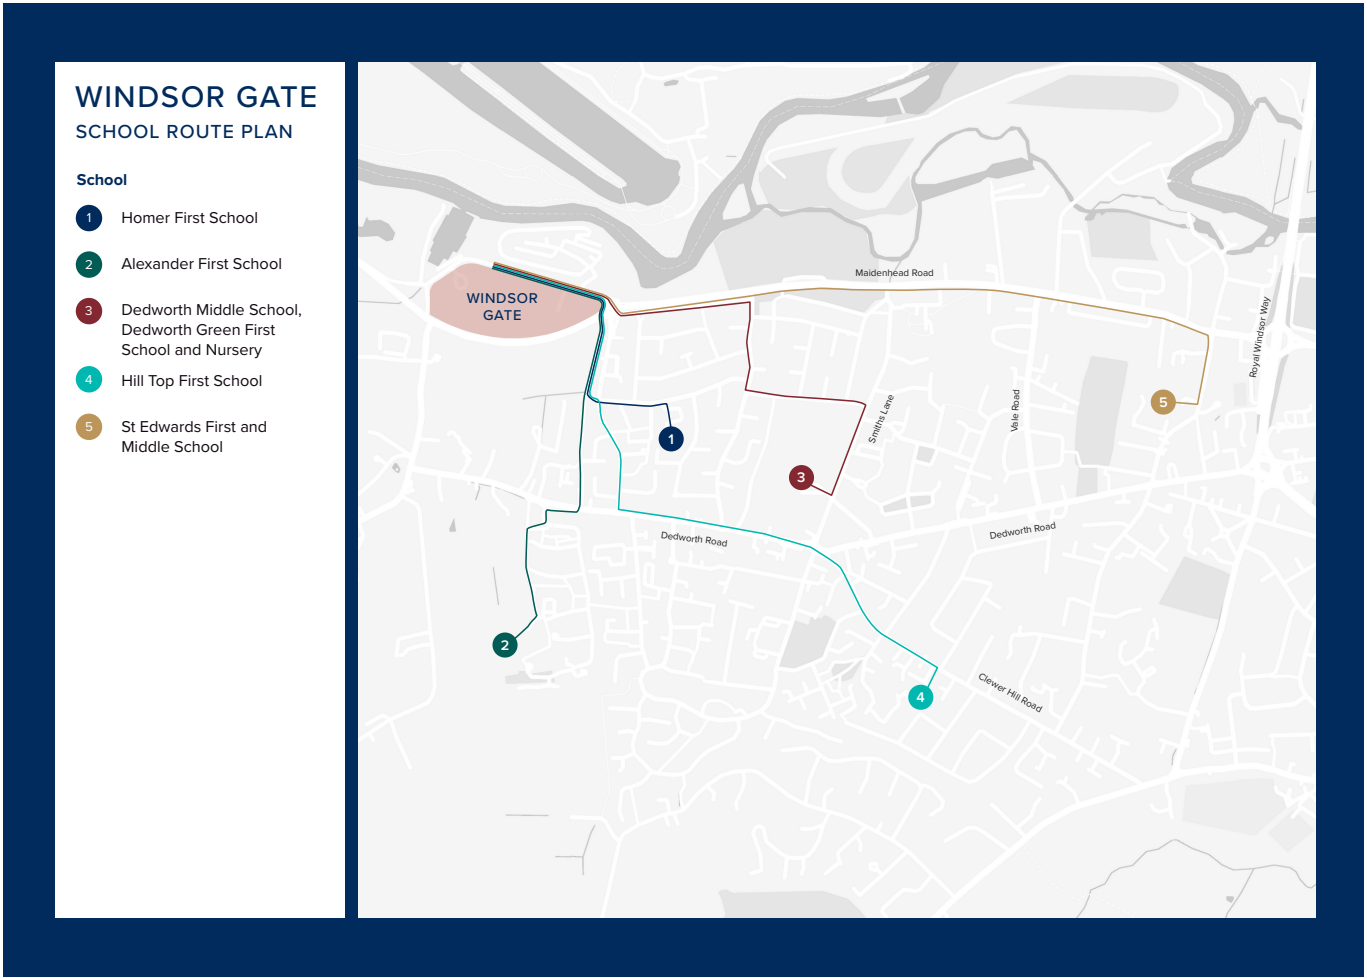 WINDSOR GATE
SCHOOL ROUTE PLAN
School
1 Homer First School
2 Alexander First School
3 Dedworth Middle School,
Dedworth Green First
School and Nursery
4 Hill Top First School
5 St Edwards First and
Middle School
WINDSOR
GATE
Maidenhead Road
Royal Windsor Way
Smiths Lane
Vale Road
5
1
3
Dedworth Road
Dedworth Road
2
Clewer Hill Road
4